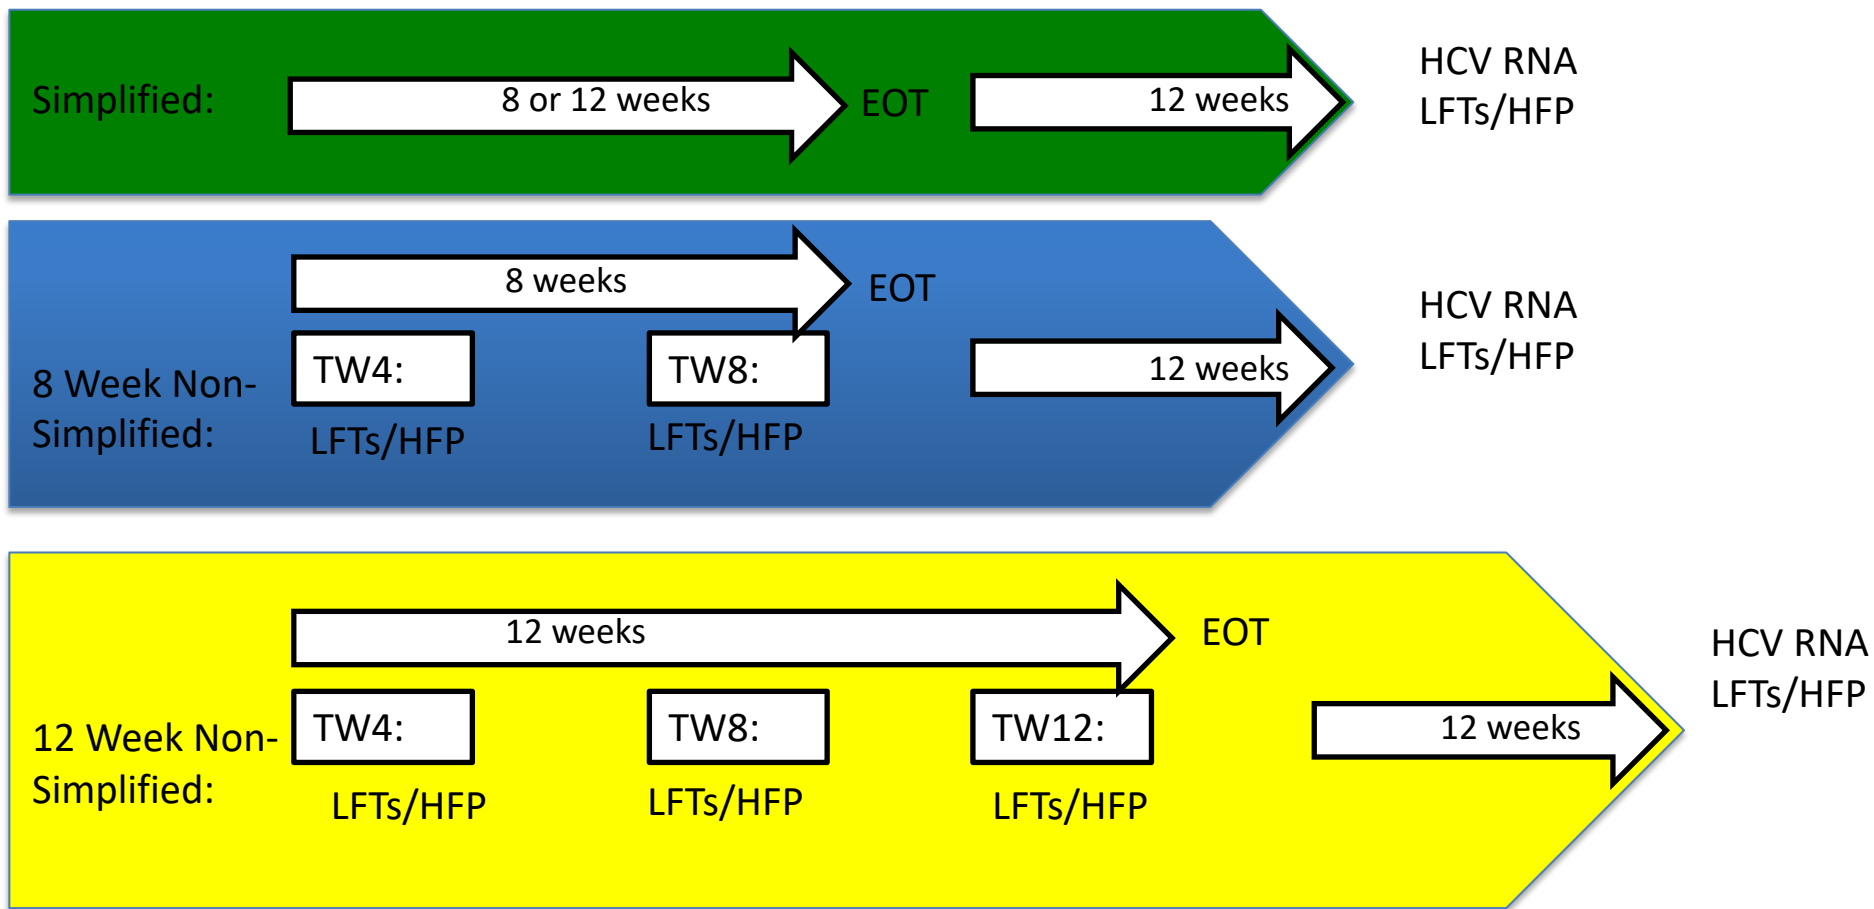 Simplified:
8 or 12 weeks
EOT
12 weeks
HCV RNA
LFTs/HFP
8 Week Non-
Simplified:
8 weeks
EOT
TW4:
LFTs/HFP
TW8:
LFTs/HFP
12 weeks
HCV RNA
LFTs/HFP
12 Week Non-
Simplified:
12 weeks
EOT
TW4:
LFTs/HFP
TW8:
LFTs/HFP
TW12:
LFTs/HFP
12 weeks
HCV RNA
LFTs/HFP